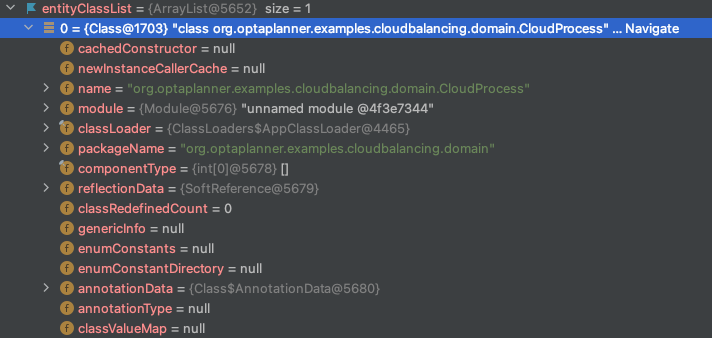 entityClassList = {ArrayList@5652} size = 1
0 = {Class@1703} "class org.optaplanner.examples.cloudbalancing.domain.CloudProcess" ... Navigate
f cachedConstructor = null
f newInstanceCallerCache = null
f name = "org.optaplanner.examples.cloudbalancing.domain.CloudProcess"
f module = {Module@5676} "unnamed module @4f3e7344"
f classLoader = {ClassLoaders$AppClassLoader@4465}
f packageName = "org.optaplanner.examples.cloudbalancing.domain"
f componentType = {int[0]@5678} []
f reflectionData = {SoftReference@5679}
f classRedefinedCount = 0
f genericInfo = null
f enumConstants = null
f enumConstantDirectory = null
f annotationData = {Class$AnnotationData@5680}
f annotationType = null
f classValueMap = null